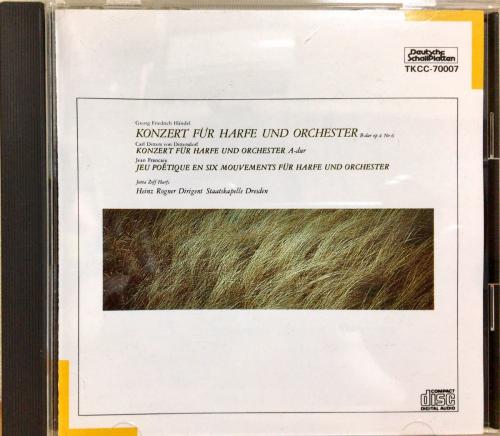 Deutsche
SchallPlatten
TKCC-70007
Georg Friedrich Händel
KONZERT FÜR HARFE UND ORCHESTER B-dur op.4 Nr.6
Carl Ditters von Dittersdorf
KONZERT FÜR HARFE UND ORCHESTER A-dur
Jean Francaix
JEU POÉTIQUE EN SIX MOUVEMENTS FÜR HARFE UND ORCHESTER
Jutta Zoff Harfe
Heinz Rogner Dirigent Staatskapelle Dresden
COMPACT
disc
DIGITAL AUDIO